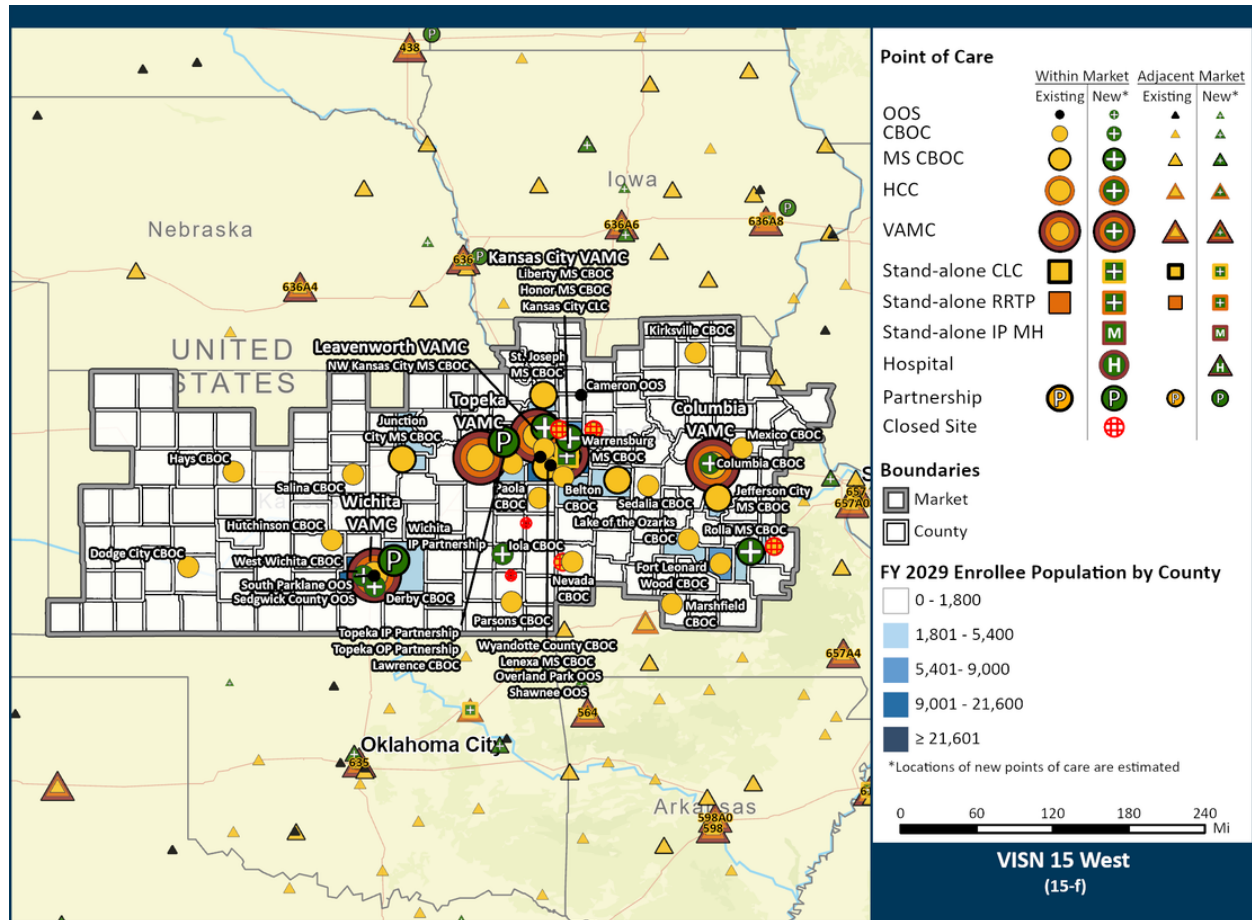 438
Iowa
Nebraska
636A6
636A8
636
636A4
Kansas City VAMC
Liberty MS CBOC
Honor MS CBOC
Kansas City CLC
Kirksville CBOC
UNITED
STATES
Leavenworth VAMC
NW Kansas City MS CBOC
St. Joseph
MS CBOC
Cameron OOS
Topeka
VAMC
Columbia
VAMC
Junction
City MS CBOC
Mexico CBOC
Warrensburg
MS CBOC
Columbia CBOC
Hays CBOC
Salina CBOC
Paola
CBOC
Belton
CBOC
Sedalia CBOC
Jefferson City
MS CBOC
657
657A0
Wichita
VAMC
Hutchinson CBOC
Wichita
IP Partnership
Lake of the Ozarks
CBOC
Rolla MS CBOC
Iola CBOC
Dodge City CBOC
West Wichita CBOC
South Parklane OOS
Sedgwick County OOS
Derby CBOC
Nevada
CBOC
Fort Leonard
Wood CBOC
Parsons CBOC
Marshfield
CBOC
Topeka IP Partnership
Topeka OP Partnership
Lawrence CBOC
Wyandotte County CBOC
Lenexa MS CBOC
Overland Park OOS
Shawnee OOS
657A4
564
Oklahoma City
635
Arkansas
598A0
598
Point of Care
Within Market Adjacent Market
Existing New* Existing New*
OOS
CBOC
MS CBOC
HCC
VAMC
Stand-alone CLC
Stand-alone RRTP
Stand-alone IP MH
M M
Hospital
H H
Partnership
P P P P
Closed Site
Boundaries
Market
County
FY 2029 Enrollee Population by County
0 - 1,800
1,801 - 5,400
5,401- 9,000
9,001 - 21,600
≥ 21,601
*Locations of new points of care are estimated
0 60 120 180 240
Mi
VISN 15 West
(15-f)